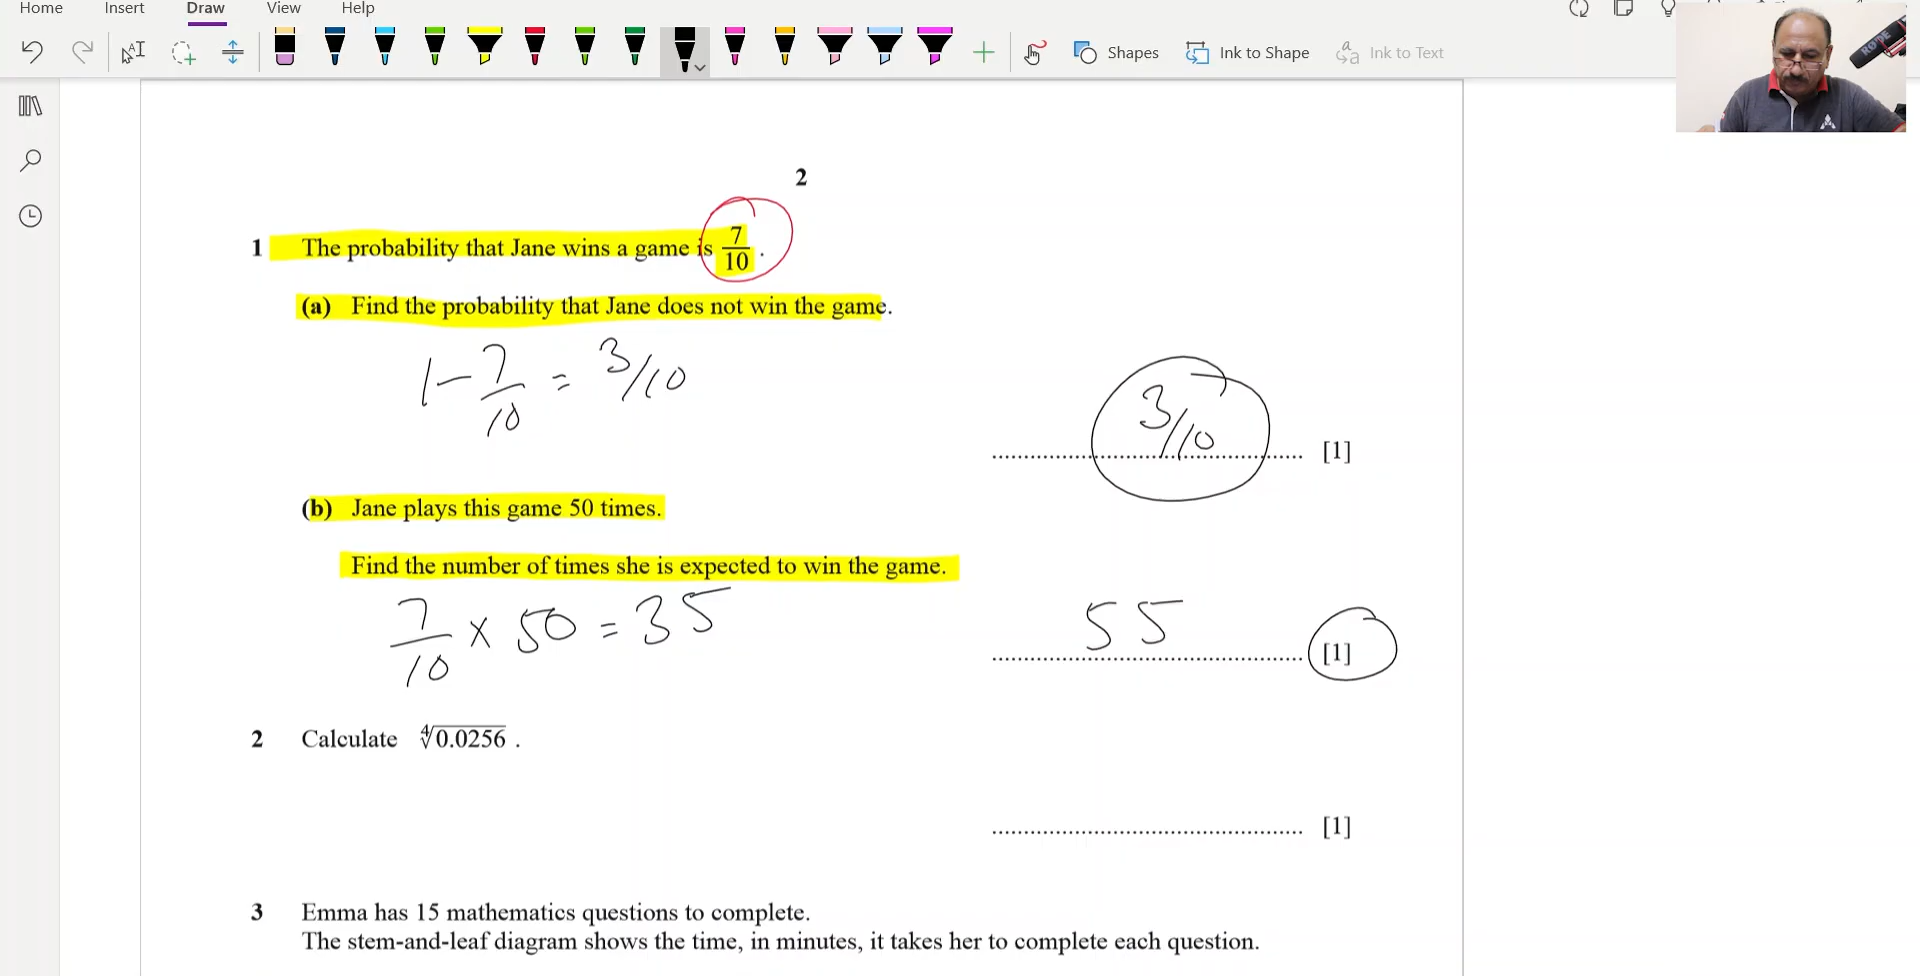 Home Insert Draw View Help
Shapes Ink to Shape Ink to Text
RØDE
2
1 The probability that Jane wins a game is 7/10 .
(a) Find the probability that Jane does not win the game.
1 - 7/10 = 3/10
3/10
[1]
(b) Jane plays this game 50 times.
Find the number of times she is expected to win the game.
7/10 x 50 = 35
55
[1]
2 Calculate ∜0.0256 .
[1]
3 Emma has 15 mathematics questions to complete.
The stem-and-leaf diagram shows the time, in minutes, it takes her to complete each question.